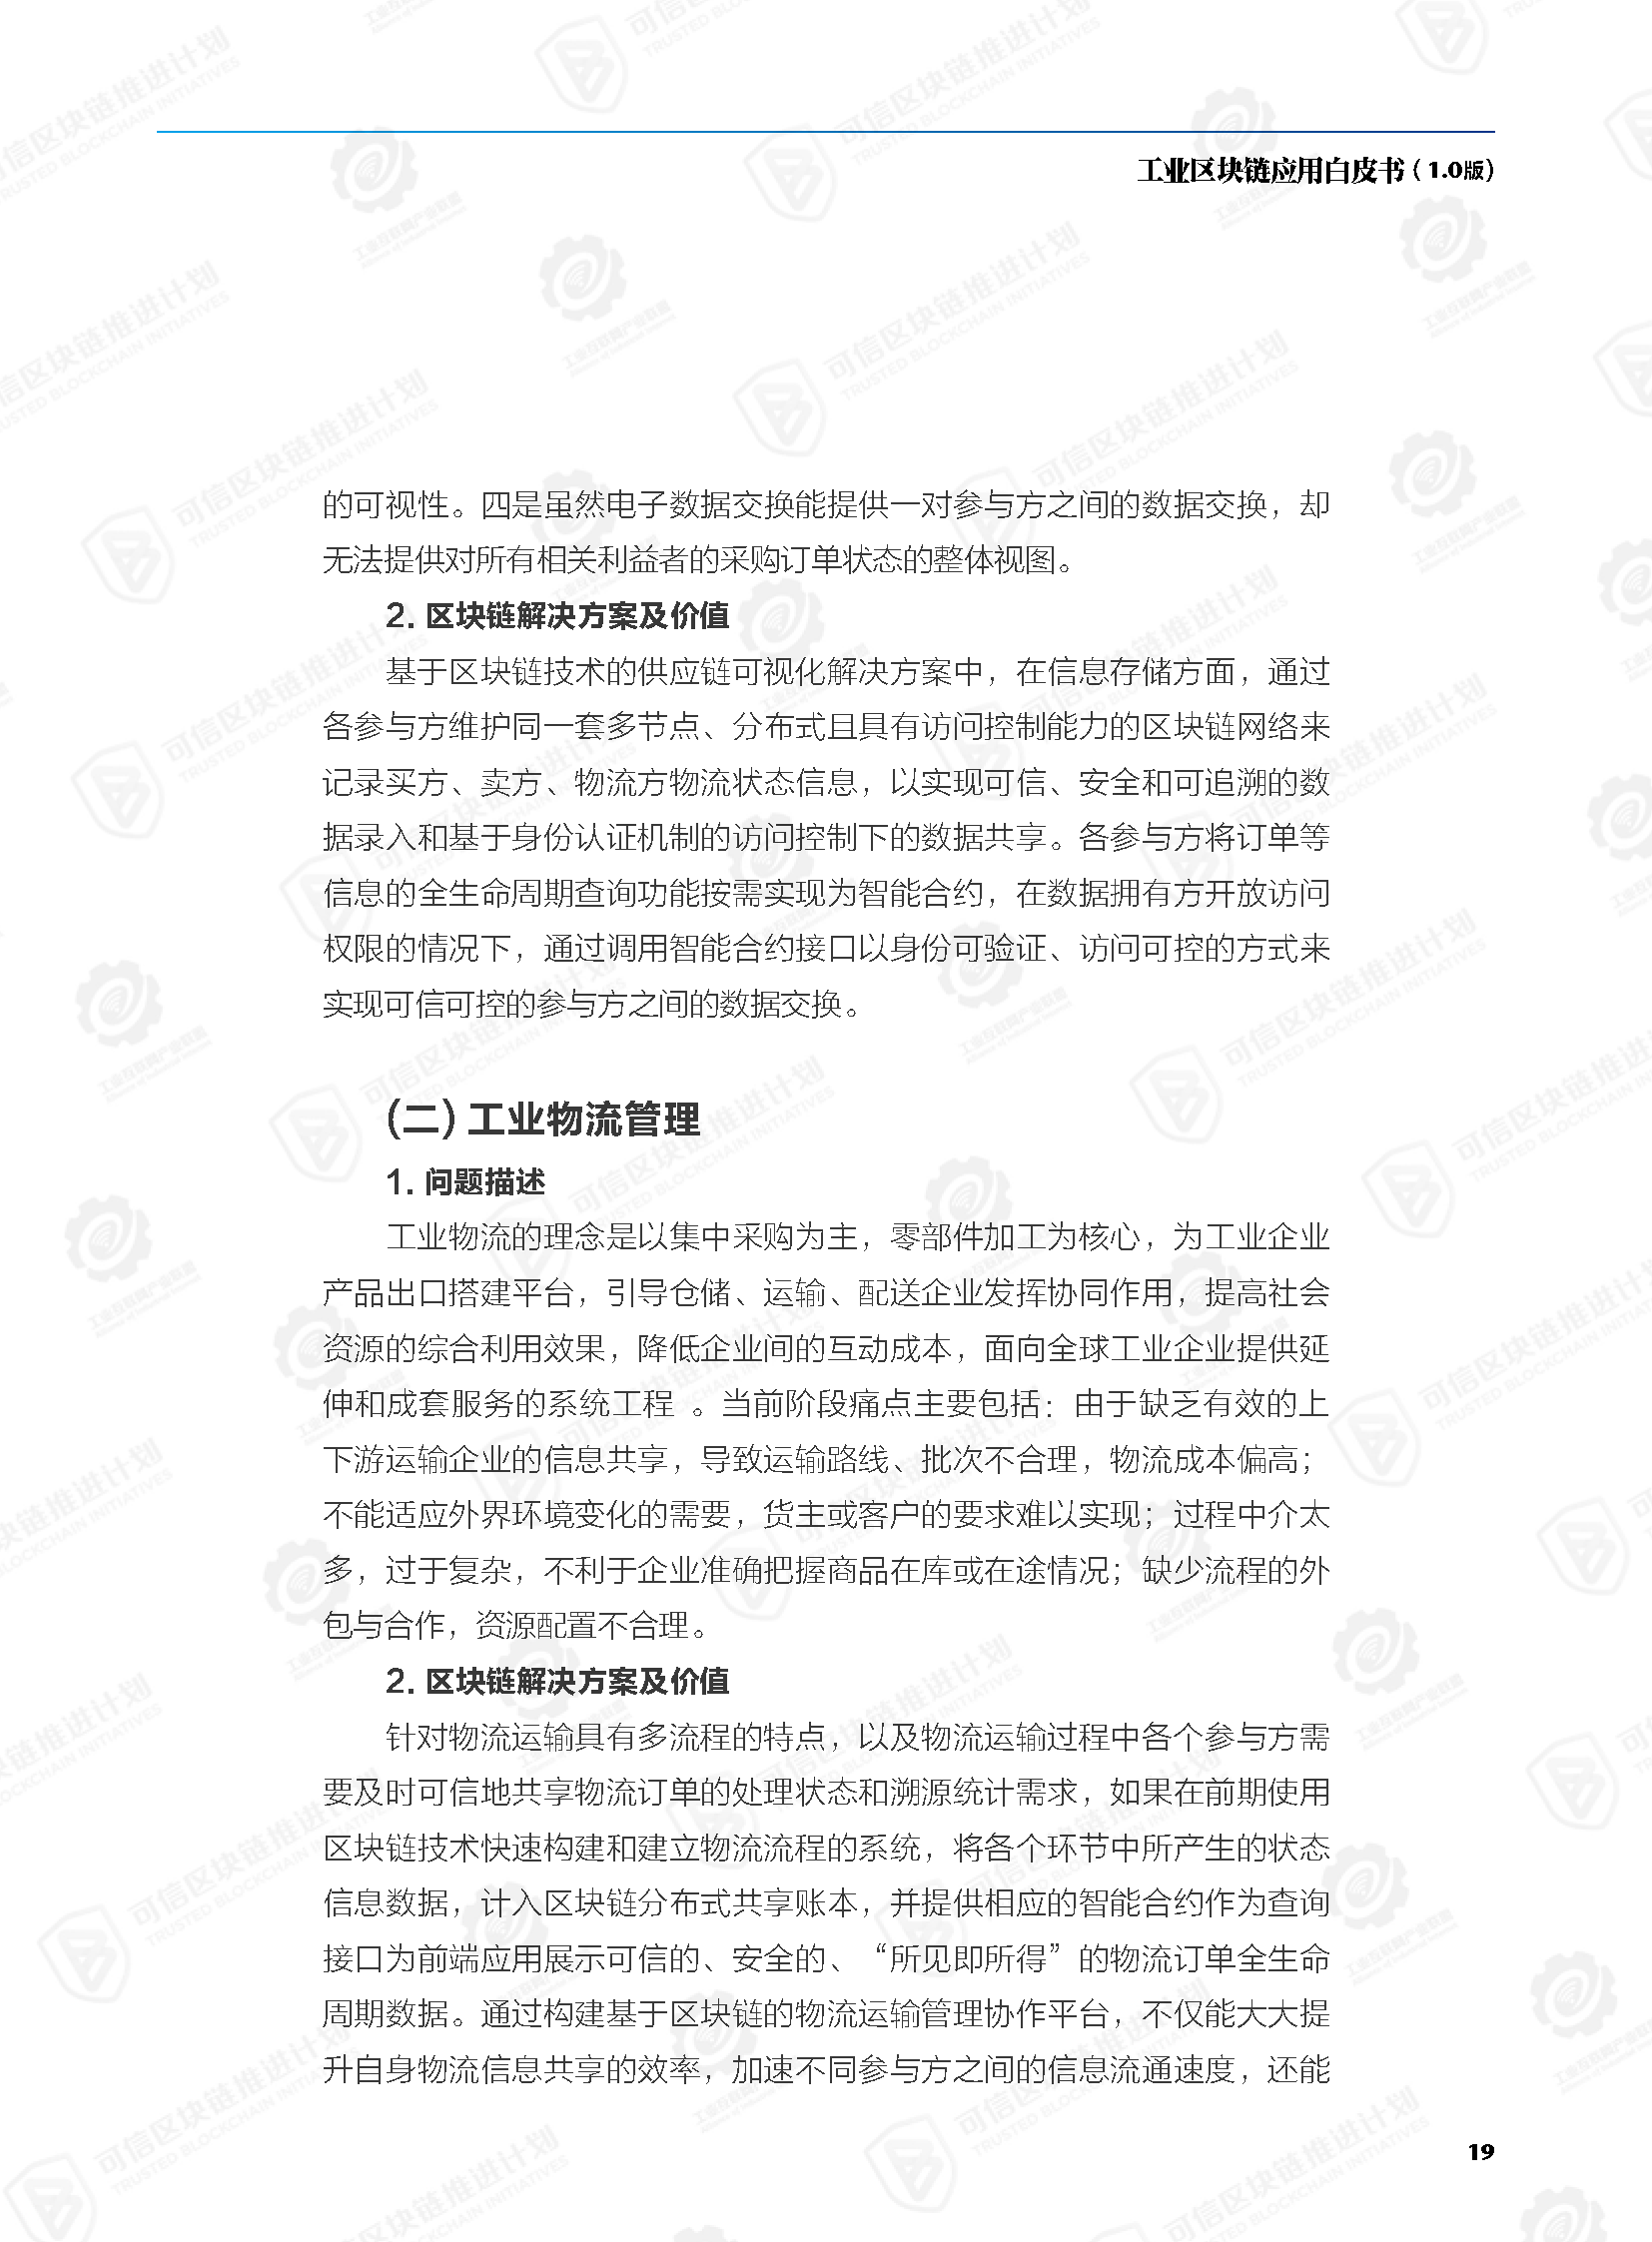 工业区块链应用白皮书（1.0版）
的可视性。四是虽然电子数据交换能提供一对参与方之间的数据交换，却
无法提供对所有相关利益者的采购订单状态的整体视图。
2. 区块链解决方案及价值
基于区块链技术的供应链可视化解决方案中，在信息存储方面，通过
各参与方维护同一套多节点、分布式且具有访问控制能力的区块链网络来
记录买方、卖方、物流方物流状态信息，以实现可信、安全和可追溯的数
据录入和基于身份认证机制的访问控制下的数据共享。各参与方将订单等
信息的全生命周期查询功能按需实现为智能合约，在数据拥有方开放访问
权限的情况下，通过调用智能合约接口以身份可验证、访问可控的方式来
实现可信可控的参与方之间的数据交换。
(二) 工业物流管理
1. 问题描述
工业物流的理念是以集中采购为主，零部件加工为核心，为工业企业
产品出口搭建平台，引导仓储、运输、配送企业发挥协同作用，提高社会
资源的综合利用效果，降低企业间的互动成本，面向全球工业企业提供延
伸和成套服务的系统工程 。当前阶段痛点主要包括：由于缺乏有效的上
下游运输企业的信息共享，导致运输路线、批次不合理，物流成本偏高；
不能适应外界环境变化的需要，货主或客户的要求难以实现；过程中介太
多，过于复杂，不利于企业准确把握商品在库或在途情况；缺少流程的外
包与合作，资源配置不合理。
2. 区块链解决方案及价值
针对物流运输具有多流程的特点，以及物流运输过程中各个参与方需
要及时可信地共享物流订单的处理状态和溯源统计需求，如果在前期使用
区块链技术快速构建和建立物流流程的系统，将各个环节中所产生的状态
信息数据，计入区块链分布式共享账本，并提供相应的智能合约作为查询
接口为前端应用展示可信的、安全的、“所见即所得”的物流订单全生命
周期数据。通过构建基于区块链的物流运输管理协作平台，不仅能大大提
升自身物流信息共享的效率，加速不同参与方之间的信息流通速度，还能
19
可信区块链推进计划
TRUSTED BLOCKCHAIN INITIATIVES
工业互联网产业联盟